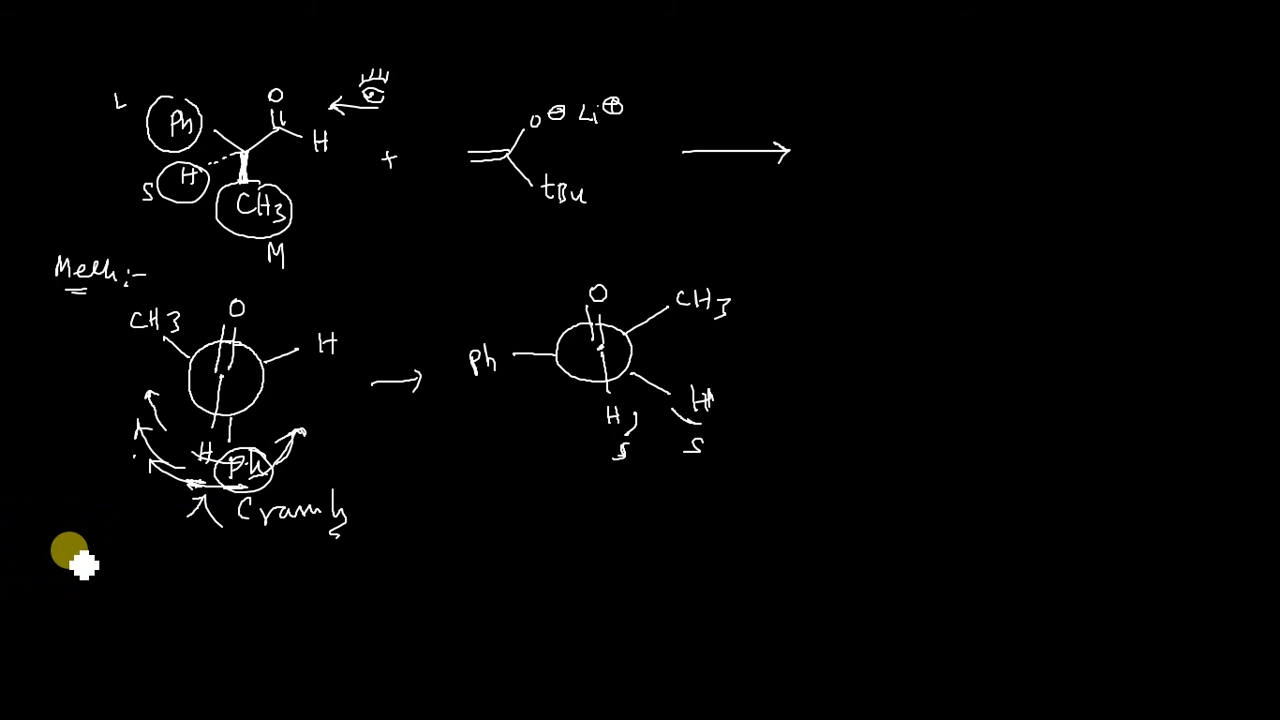 L Ph O H
S H CH3
M
+ O⊖ Li⊕
tBu
Mech:-
CH3 O H
H Ph
Cram's
O CH3
Ph
H H
S S